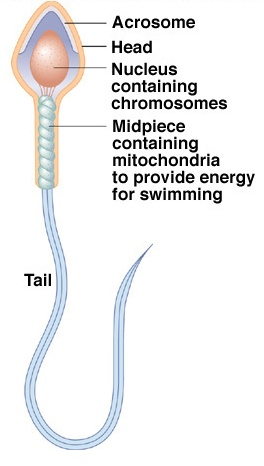 Acrosome
Head
Nucleus
containing
chromosomes
Midpiece
containing
mitochondria
to provide energy
for swimming
Tail